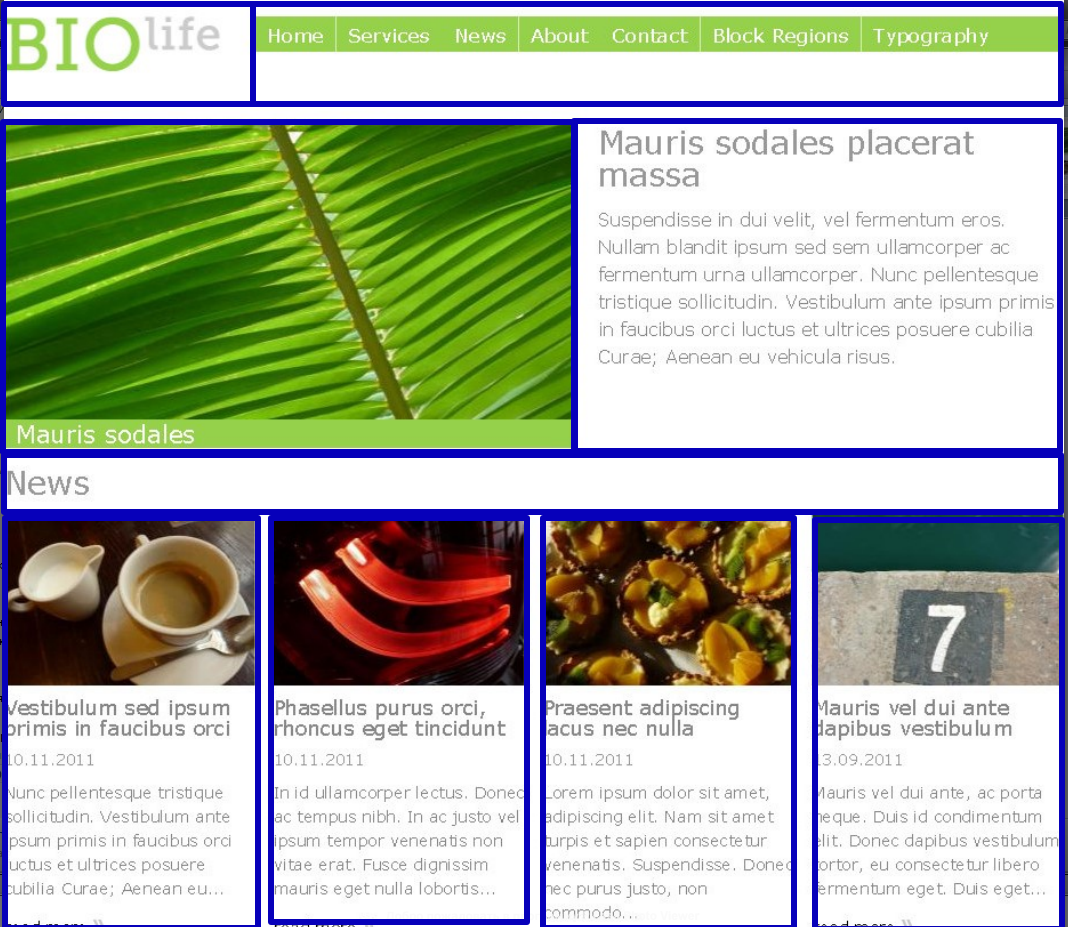 BIOlife
Home Services News About Contact Block Regions Typography
Mauris sodales placerat
massa
Suspendisse in dui velit, vel fermentum eros.
Nullam blandit ipsum sed sem ullamcorper ac
fermentum urna ullamcorper. Nunc pellentesque
tristique sollicitudin. Vestibulum ante ipsum primis
in faucibus orci luctus et ultrices posuere cubilia
Curae; Aenean eu vehicula risus.
Mauris sodales
News
Vestibulum sed ipsum
primis in faucibus orci
10.11.2011
Nunc pellentesque tristique
sollicitudin. Vestibulum ante
ipsum primis in faucibus orci
luctus et ultrices posuere
cubilia Curae; Aenean eu...
read more »
Phasellus purus orci,
rhoncus eget tincidunt
10.11.2011
In id ullamcorper lectus. Donec
ac tempus nibh. In ac justo vel
ipsum tempor venenatis non
vitae erat. Fusce dignissim
mauris eget nulla lobortis...
read more »
Praesent adipiscing
lacus nec nulla
10.11.2011
Lorem ipsum dolor sit amet,
adipiscing elit. Nam sit amet
turpis et sapien consectetur
venenatis. Suspendisse. Donec
nec purus justo, non
commodo...
7
Mauris vel dui ante
dapibus vestibulum
13.09.2011
Mauris vel dui ante, ac porta
neque. Duis id condimentum
elit. Donec dapibus vestibulum
tortor, eu consectetur libero
fermentum eget. Duis eget...
read more »